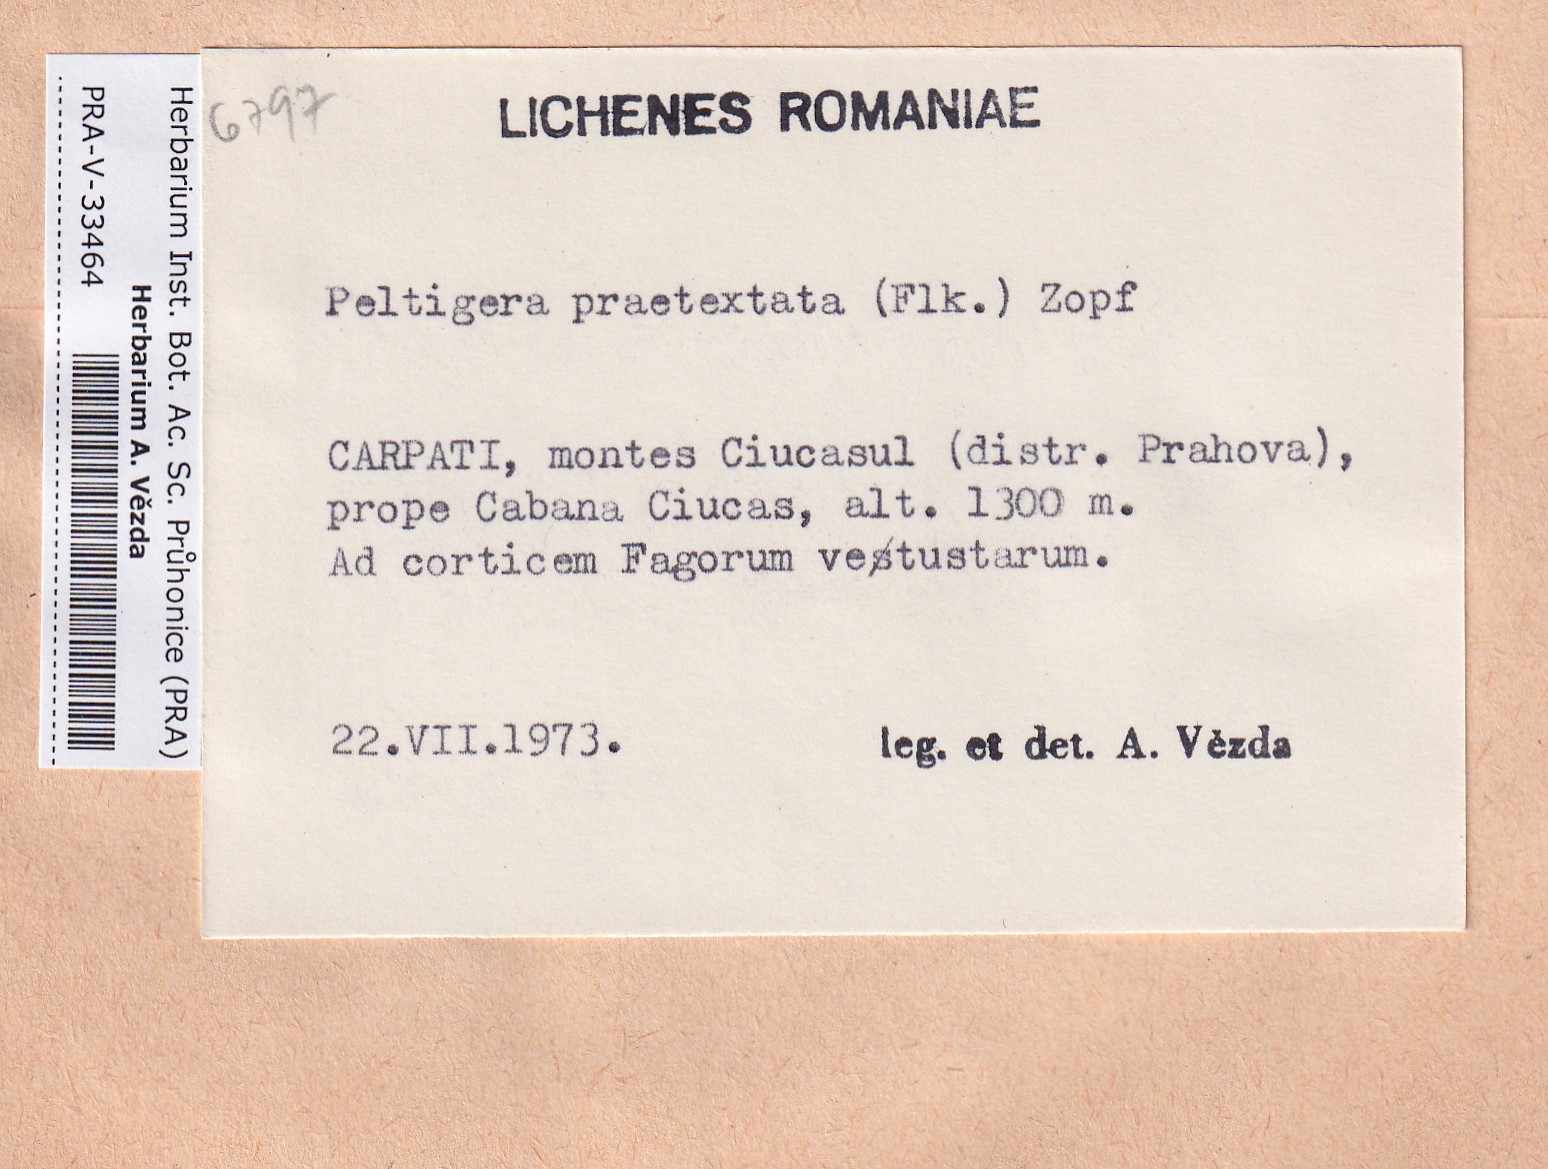 Herbarium Inst. Bot. Ac. Sc. Průhonice (PRA)
Herbarium A. Vězda
PRA-V-33464
6797
LICHENES ROMANIAE
Peltigera praetextata (Flk.) Zopf
CARPATI, montes Ciucasul (distr. Prahova),
prope Cabana Ciucas, alt. 1300 m.
Ad corticem Fagorum vetustarum.
22.VII.1973.
leg. et det. A. Vězda